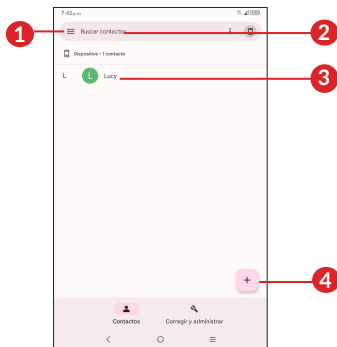 7:42 p.m.
1
Buscar contactos
2
Dispositivo • 1 contacto
L
L
Lucy
3
+
4
Contactos
Corregir y administrar